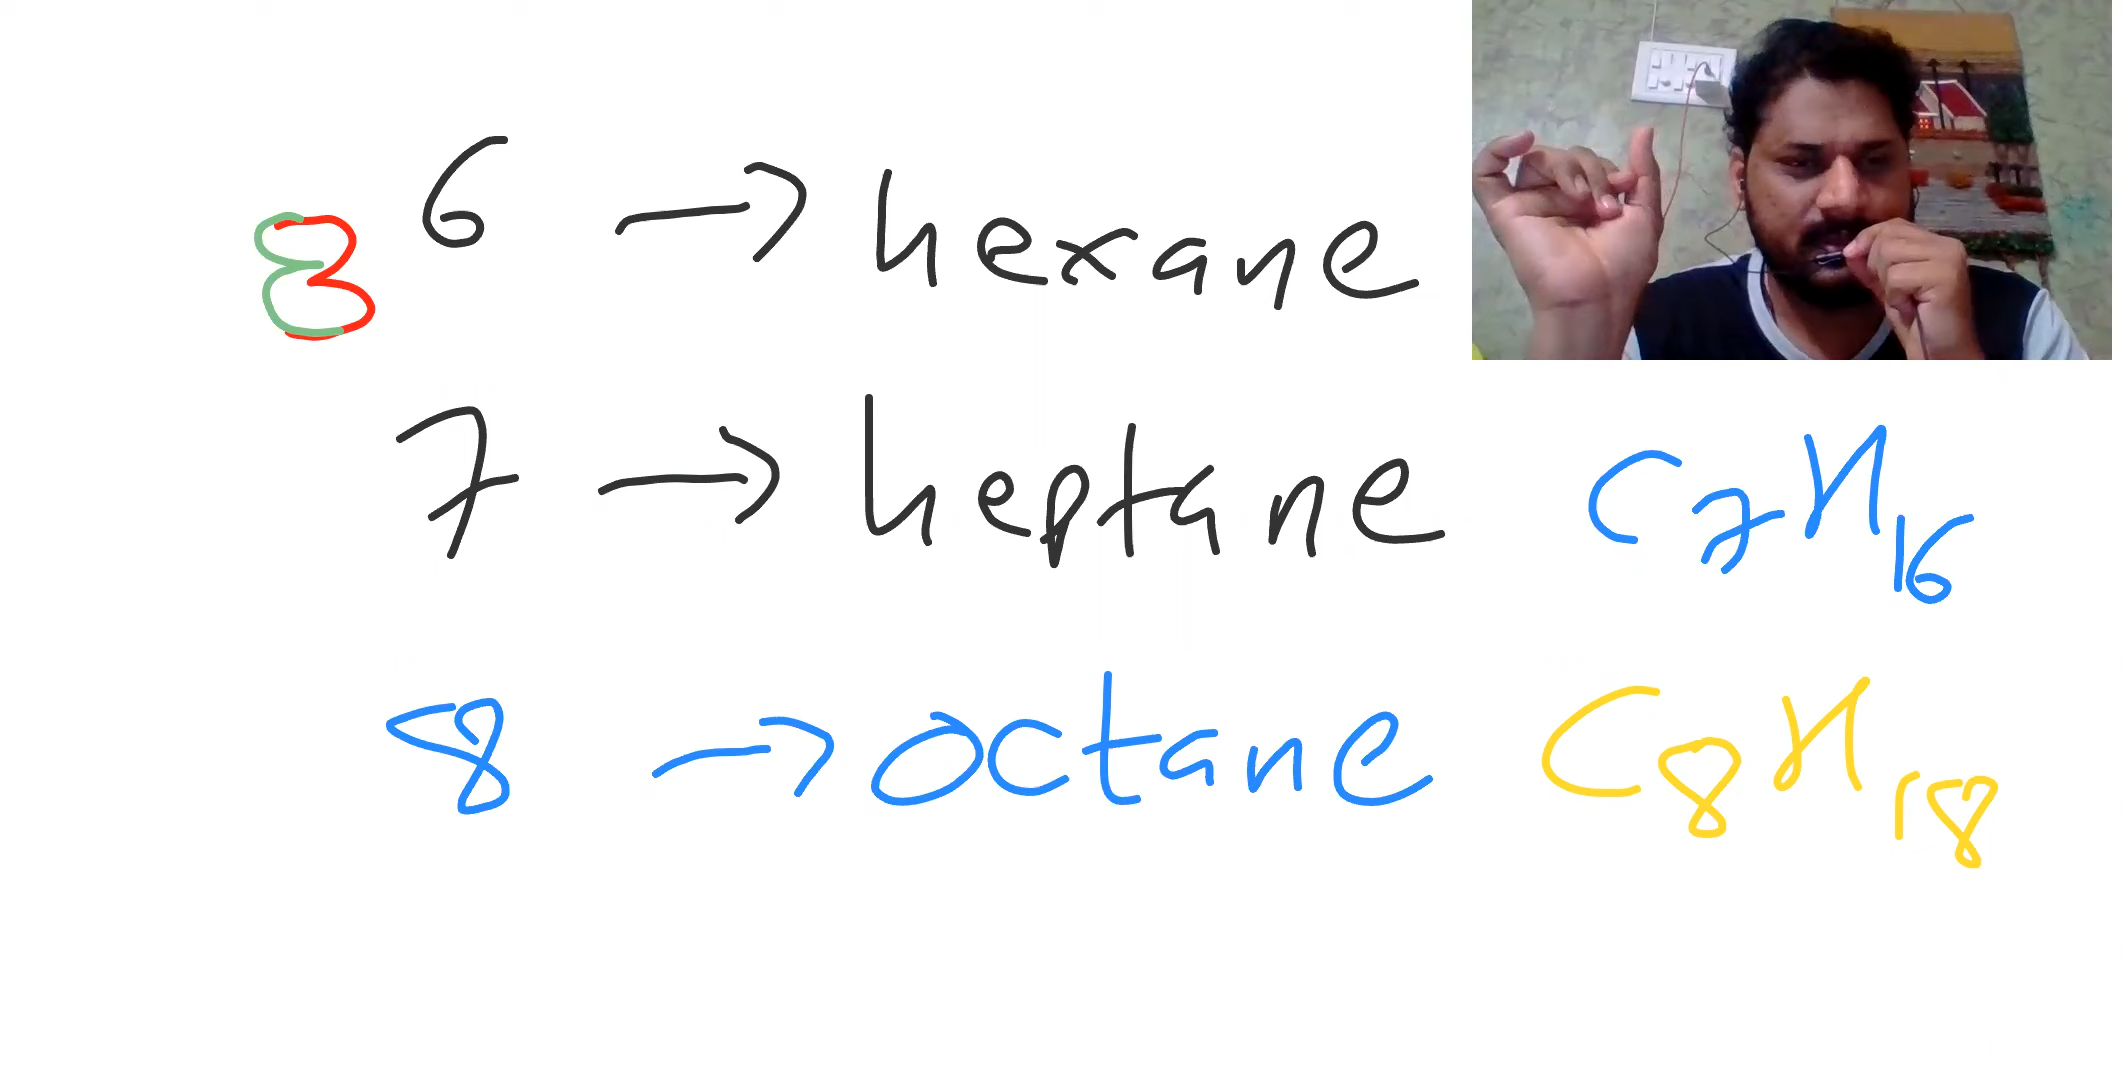 6 → hexane
8
7 → heptane C₇H₁₆
8 → octane C₈H₁₈